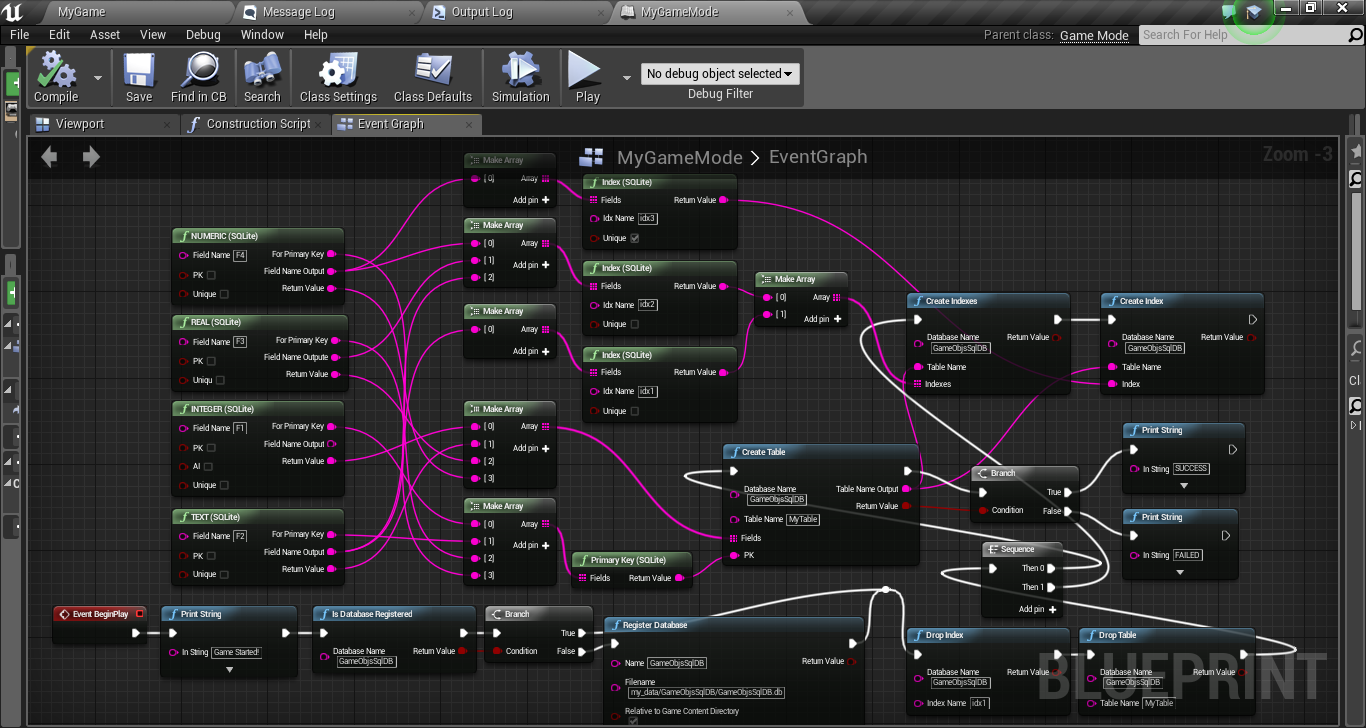 MyGame
Message Log
Output Log
MyGameMode
File Edit Asset View Debug Window Help
Parent class: Game Mode
Search For Help
Compile
Save
Find in CB
Search
Class Settings
Class Defaults
Simulation
Play
No debug object selected
Debug Filter
Viewport
Construction Script
Event Graph
MyGameMode > EventGraph
Zoom -3
Make Array
[ 0] Array
Add pin +
Index (SQLite)
Fields Return Value
Idx Name idx3
Unique
Make Array
[ 0] Array
[ 1] Add pin +
[ 2]
NUMERIC (SQLite)
Field Name F4 For Primary Key
PK Field Name Output
Unique Return Value
Index (SQLite)
Fields Return Value
Idx Name idx2
Unique
Make Array
[ 0] Array
[ 1] Add pin +
Make Array
[ 0] Array
Add pin +
REAL (SQLite)
Field Name F3 For Primary Key
PK Field Name Outpute
Uniqu Return Value
Index (SQLite)
Fields Return Value
Idx Name idx1
Unique
Create Indexes
Database Name Return Value
GameObjsSqlDB
Table Name
Indexes
Create Index
Database Name Return Value
GameObjsSqlDB
Table Name
Index
INTEGER (SQLite)
Field Name F1 For Primary Key
PK Field Name Output
AI Return Value
Unique
Make Array
[ 0] Array
[ 1] Add pin +
[ 2]
[ 3]
Create Table
Database Name Table Name Output
GameObjsSqlDB
Return Value
Table Name MyTable
Fields
PK
Branch
True
Condition False
Print String
In String SUCCESS
Print String
In String FAILED
TEXT (SQLite)
Field Name F2 For Primary Key
PK Field Name Output
Unique Return Value
Make Array
[ 0] Array
[ 1] Add pin +
[ 2]
[ 3]
Primary Key (SQLite)
Fields Return Value
Sequence
Then 0
Then 1
Add pin +
Event BeginPlay
Print String
In String Game Started!
Is Database Registered
Database Name Return Value
GameObjsSqlDB
Branch
True
Condition False
Register Database
Name GameObjsSqlDB Return Value
Filename
my_data/GameObjsSqlDB/GameObjsSqlDB.db
Relative to Game Content Directory
Drop Index
Database Name Return Value
GameObjsSqlDB
Index Name idx1
Drop Table
Database Name Return Value
GameObjsSqlDB
Table Name MyTable
BLUEPRINT
Cl